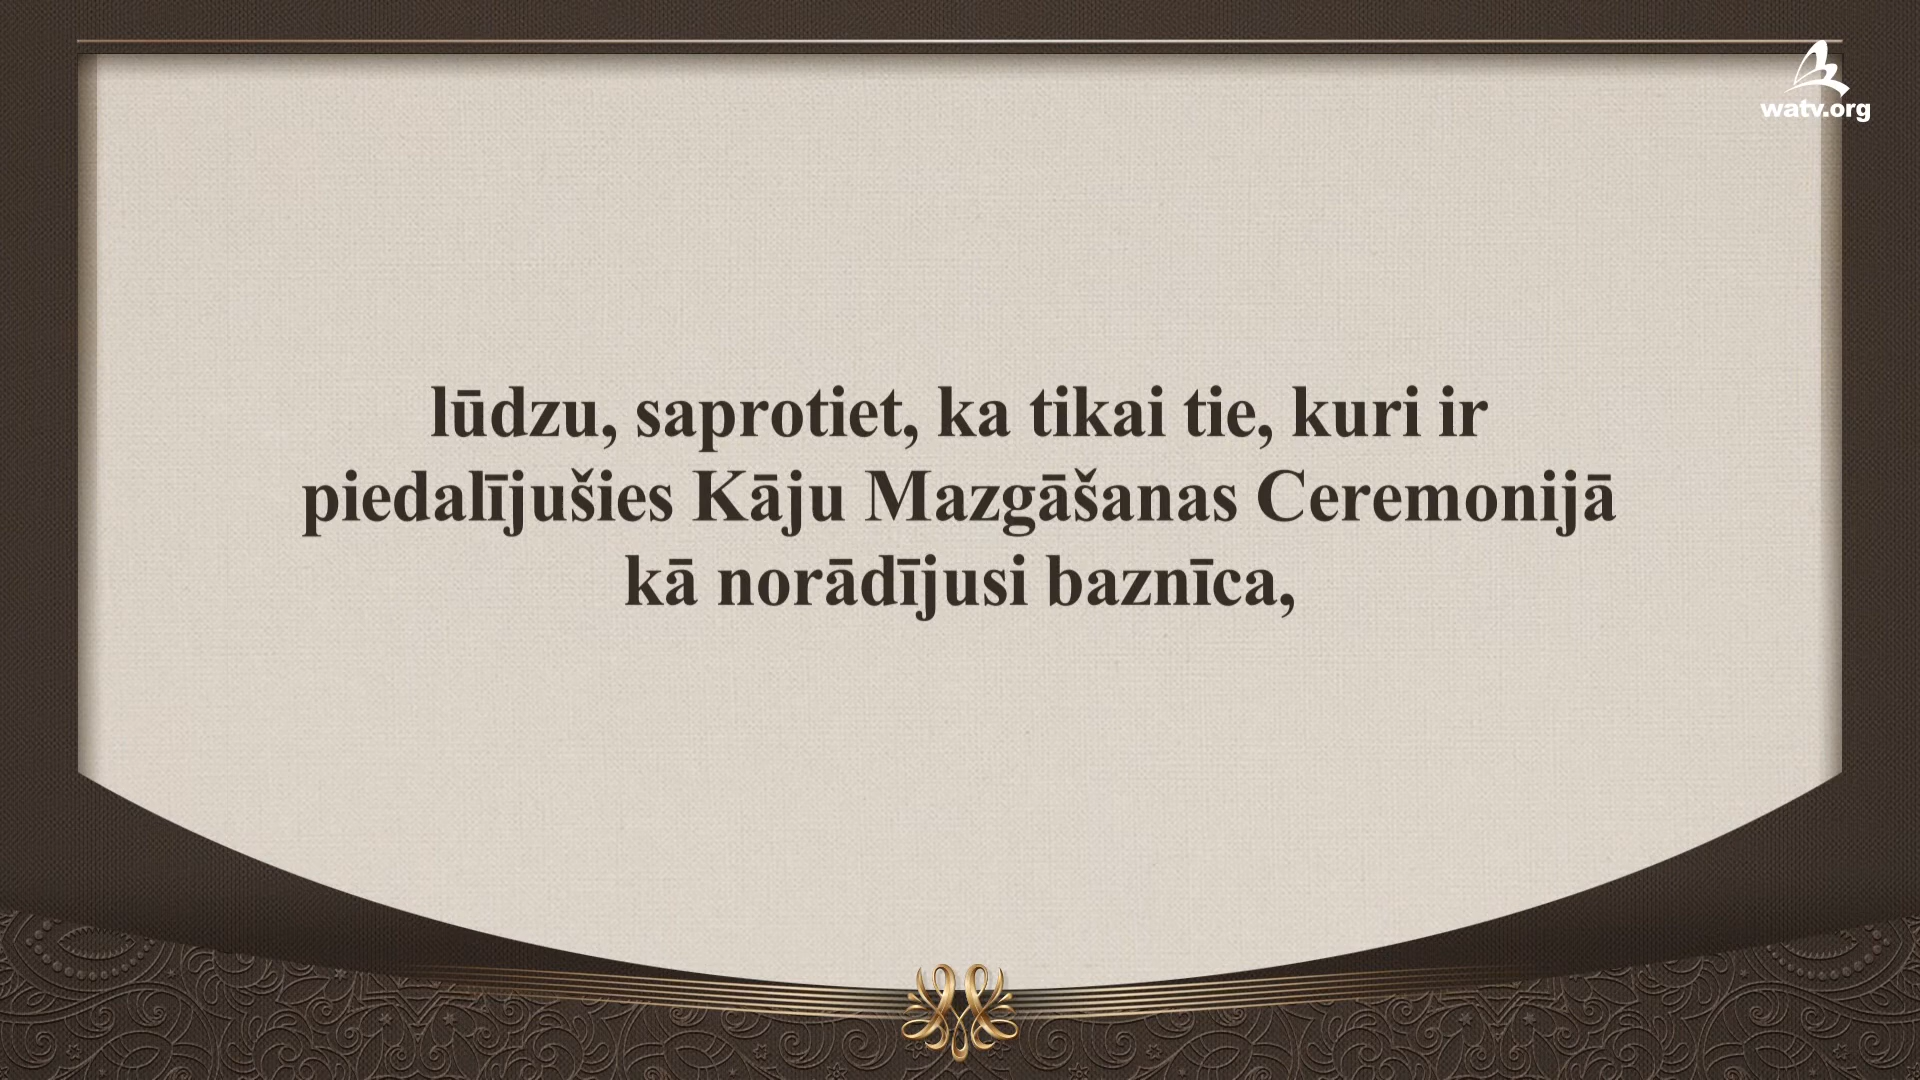 watv.org
lūdzu, saprotiet, ka tikai tie, kuri ir
piedalījušies Kāju Mazgāšanas Ceremonijā
kā norādījusi baznīca,